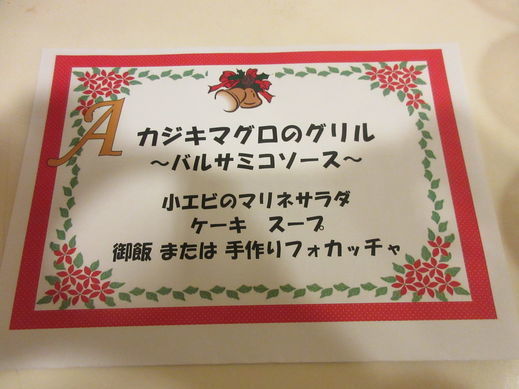 A カジキマグロのグリル
～バルサミコソース～
小エビのマリネサラダ
ケーキ　スープ
御飯 または 手作りフォカッチャ